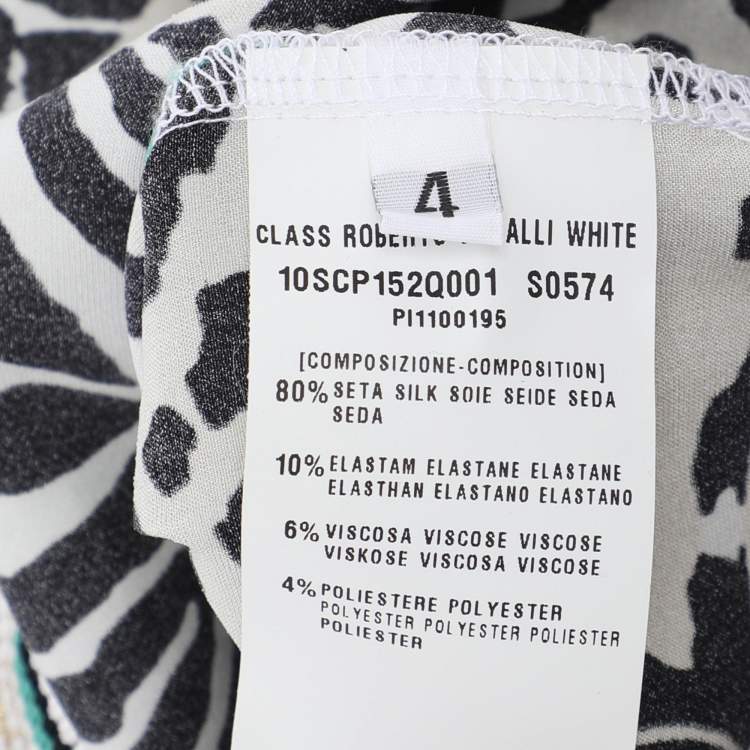 4
CLASS ROBERTO ALLI WHITE
10SCP152Q001 S0574
PI1100195
[COMPOSIZIONE-COMPOSITION]
80% SETA SILK SOIE SEIDE SEDA
SEDA
10% ELASTAM ELASTANE ELASTANE
ELASTHAN ELASTANO ELASTANO
6% VISCOSA VISCOSE VISCOSE
VISKOSE VISCOSA VISCOSE
4% POLIESTERE POLYESTER
POLYESTER POLYESTER POLIESTER
POLIESTER